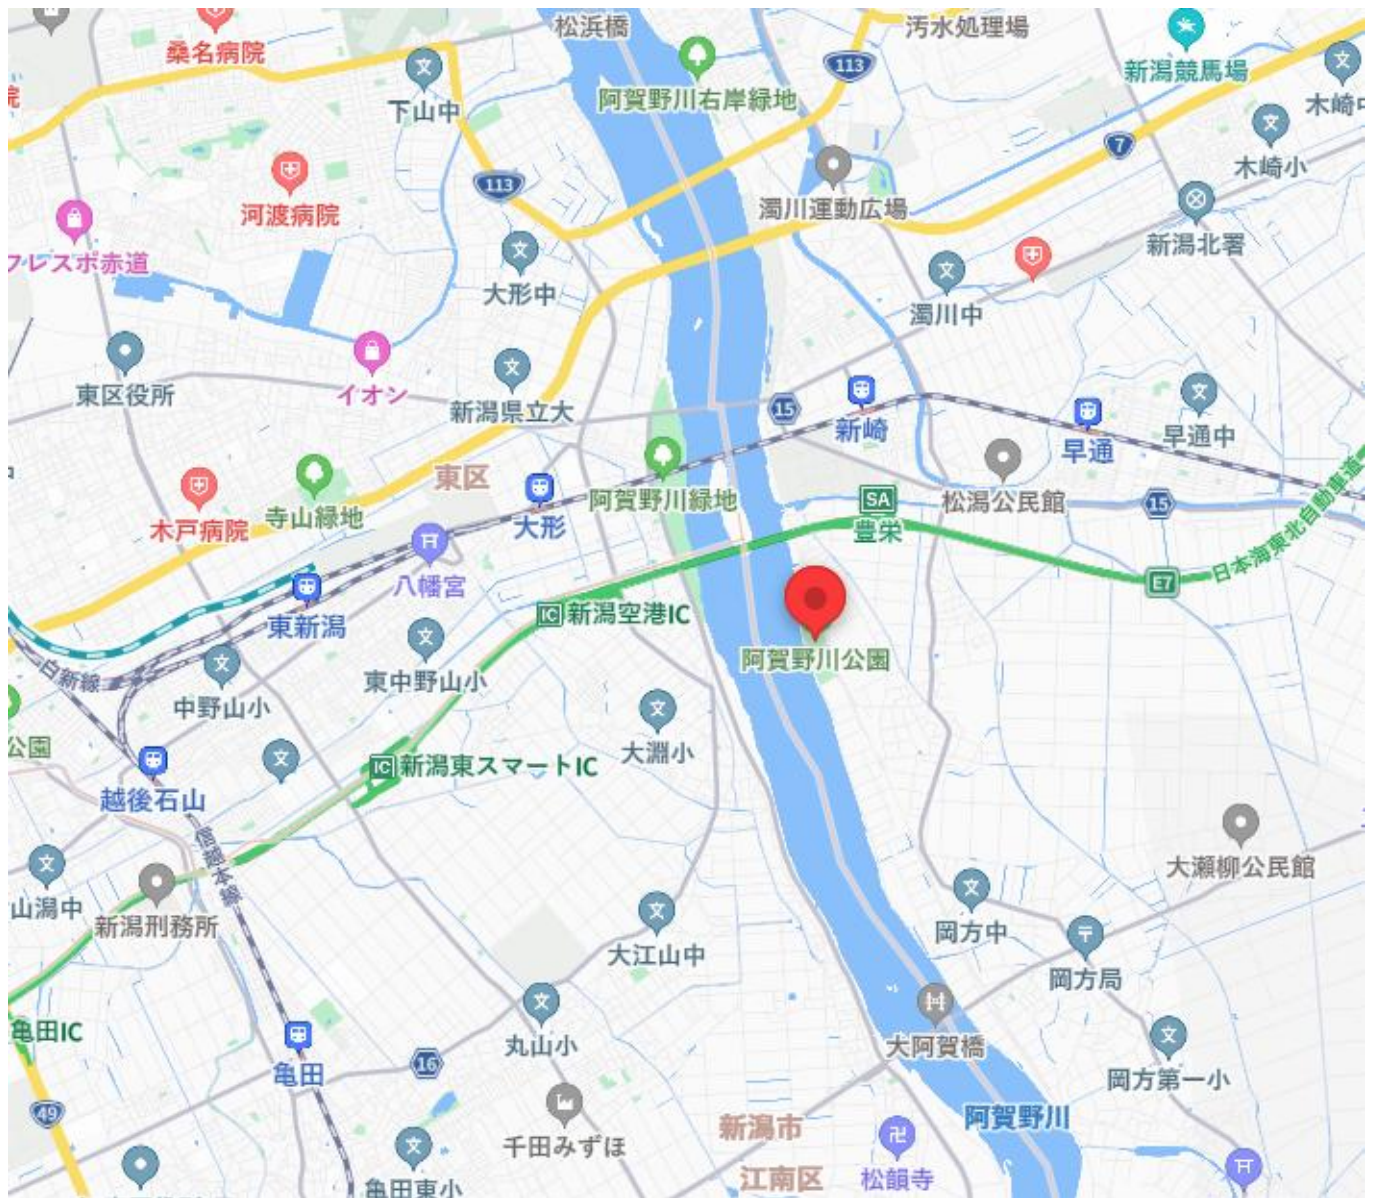 松浜橋
汚水処理場
桑名病院
113
新潟競馬場
下山中
阿賀野川右岸緑地
木崎中
7
木崎小
113
河渡病院
濁川運動広場
新潟北署
フレスポ赤道
大形中
濁川中
東区役所
イオン
新潟県立大
15
新崎
早通
早通中
東区
木戸病院
寺山緑地
大形
阿賀野川緑地
SA
豊栄
松潟公民館
15
日本海東北自動車道
八幡宮
E7
IC
新潟空港IC
東新潟
白新線
東中野山小
阿賀野川公園
中野山小
公園
大淵小
IC
新潟東スマートIC
越後石山
信越本線
大瀬柳公民館
山潟中
新潟刑務所
岡方中
大江山中
岡方局
亀田IC
丸山小
大阿賀橋
亀田
16
岡方第一小
49
千田みずほ
新潟市
江南区
阿賀野川
松韻寺
亀田東小